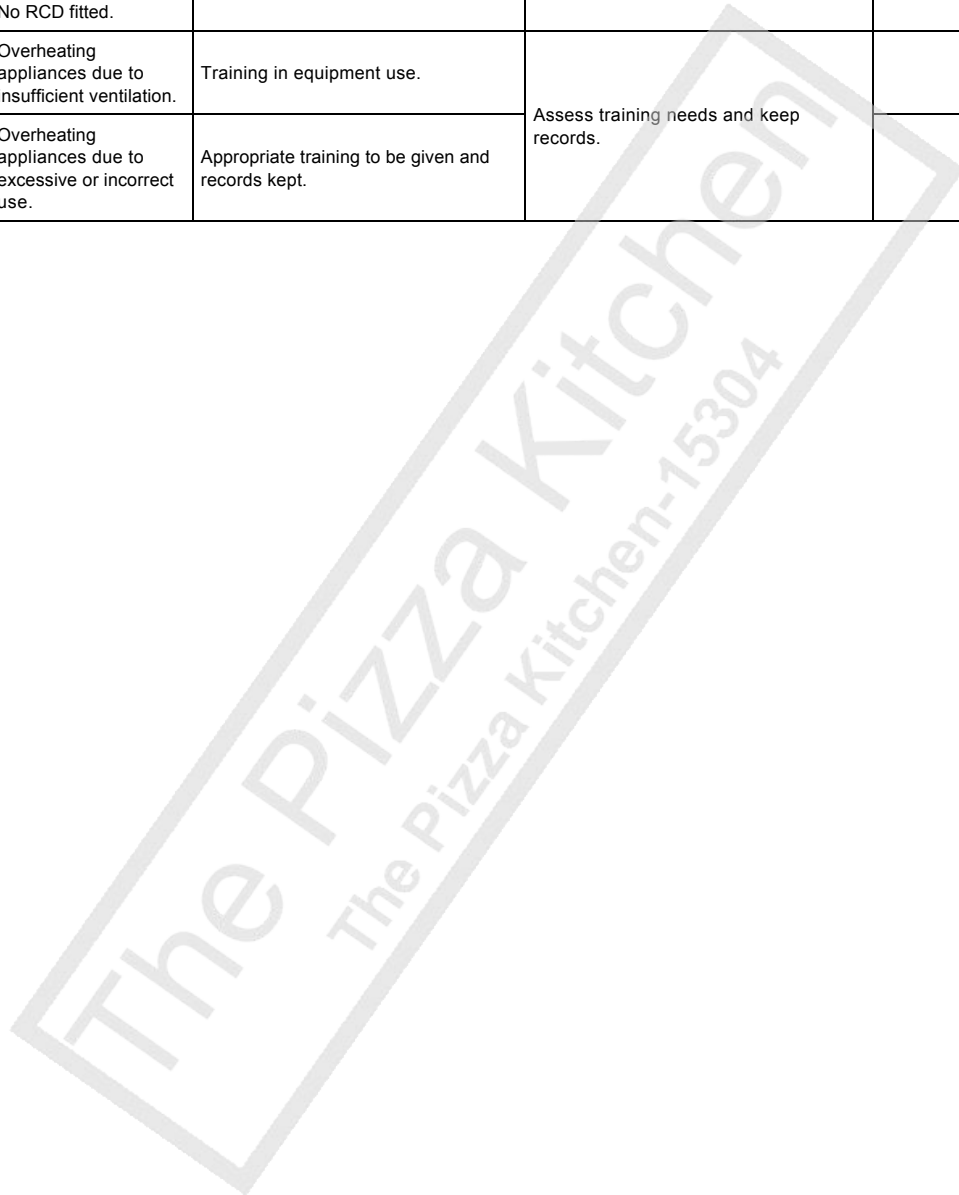 No RCD fitted.
Overheating
appliances due to
insufficient ventilation.
Training in equipment use.
Assess training needs and keep
records.
Overheating
appliances due to
excessive or incorrect
use.
Appropriate training to be given and
records kept.
The Pizza Kitchen
The Pizza Kitchen-15304